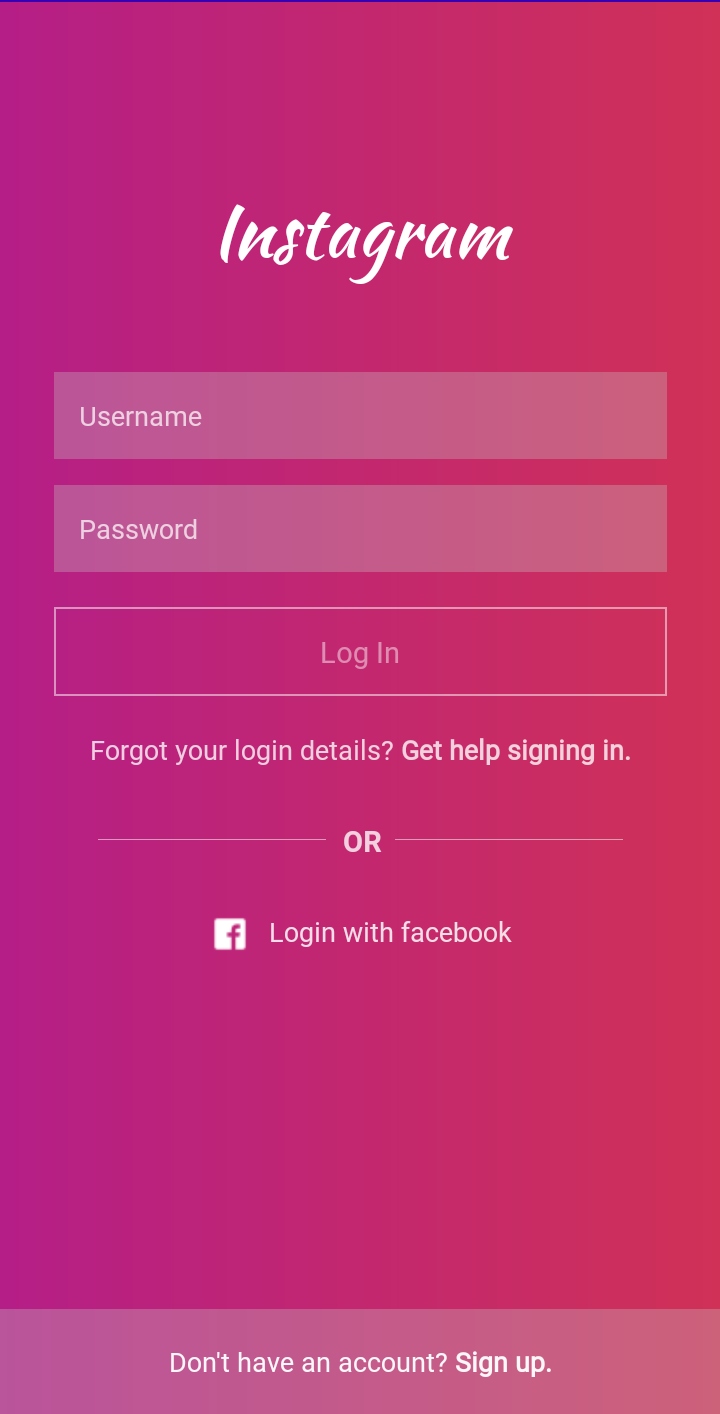 Instagram
Username
Password
Log In
Forgot your login details? Get help signing in.
OR
Login with facebook
Don't have an account? Sign up.